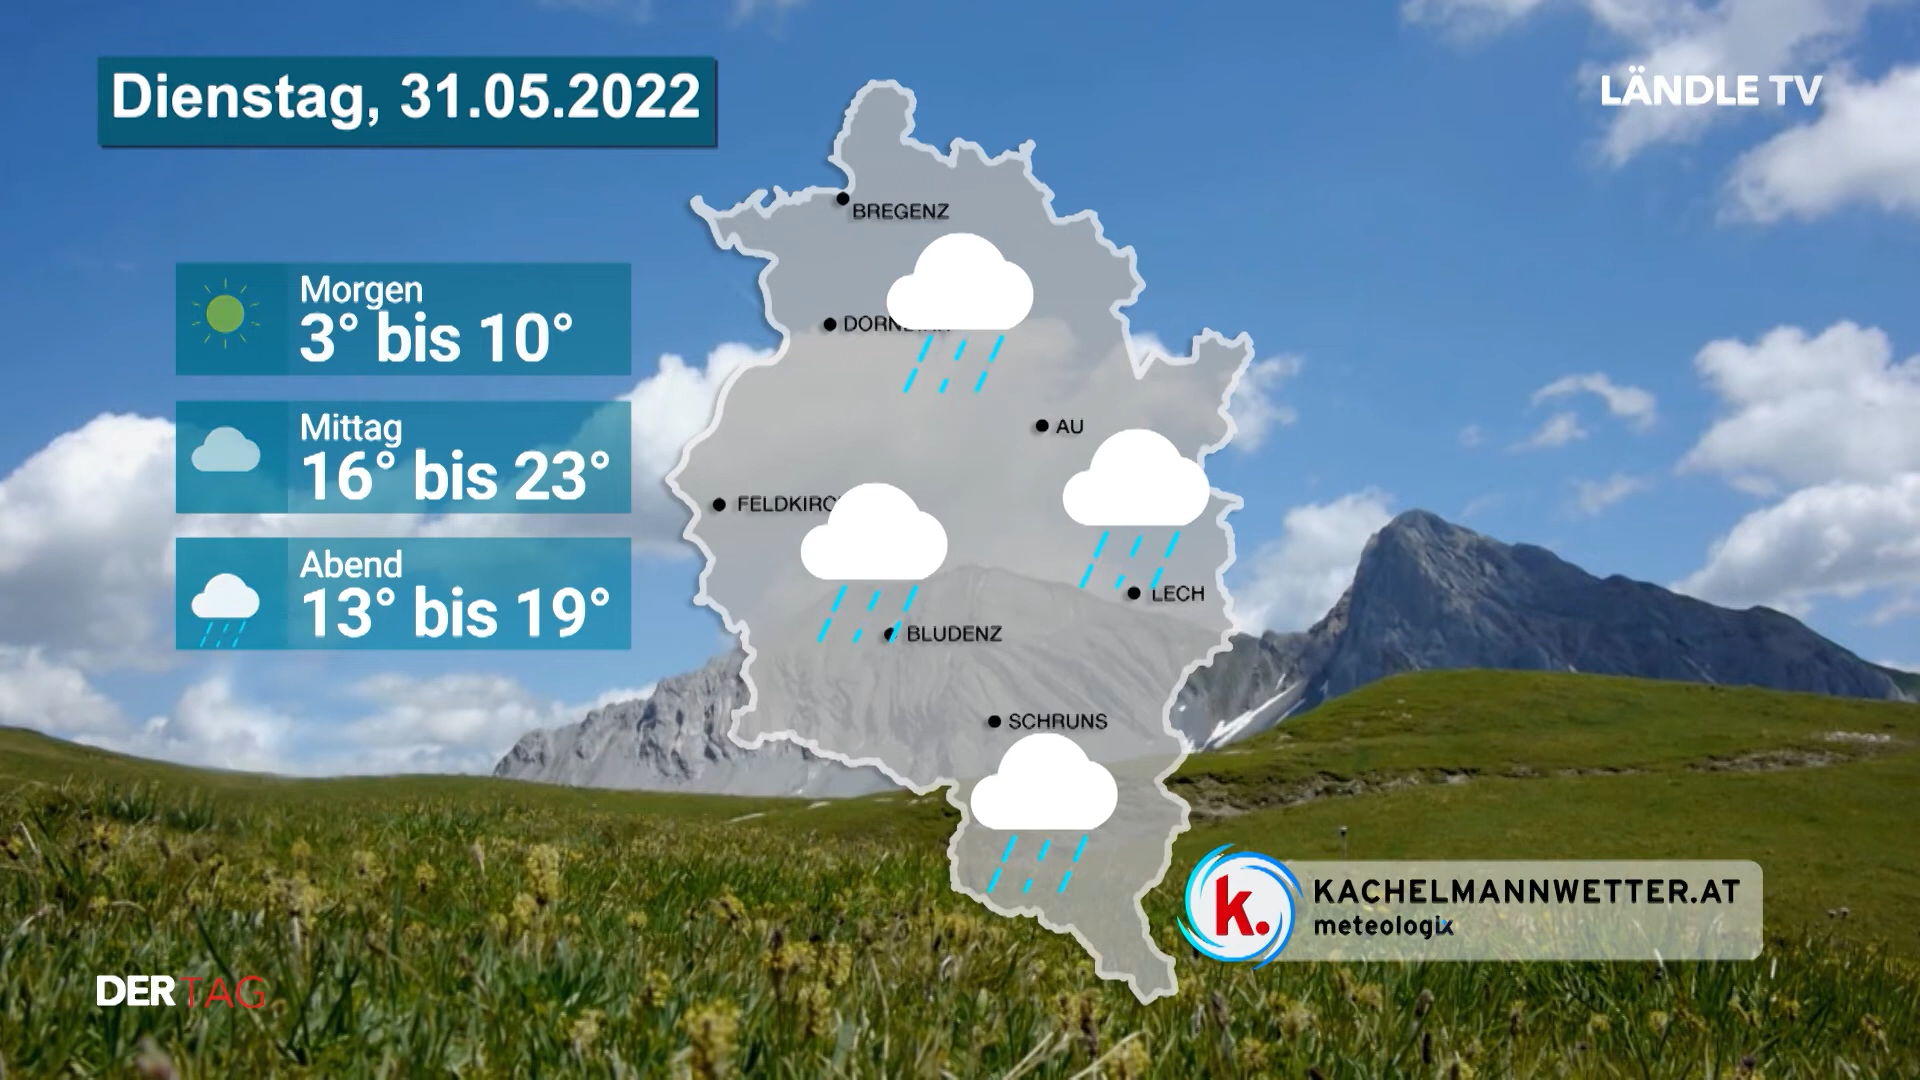 Dienstag, 31.05.2022
LÄNDLE TV
Morgen
3° bis 10°
Mittag
16° bis 23°
Abend
13° bis 19°
BREGENZ
AU
LECH
BLUDENZ
SCHRUNS
k.
KACHELMANNWETTER.AT
meteologix
DERTAG